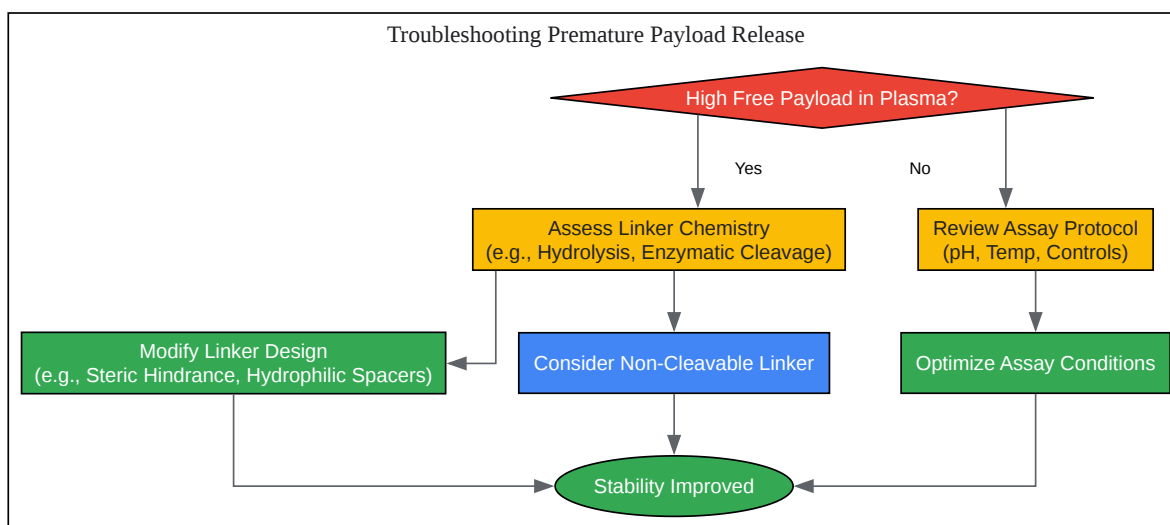 Troubleshooting Premature Payload Release
High Free Payload in Plasma?
Yes
No
Assess Linker Chemistry
(e.g., Hydrolysis, Enzymatic Cleavage)
Review Assay Protocol
(pH, Temp, Controls)
Modify Linker Design
(e.g., Steric Hindrance, Hydrophilic Spacers)
Consider Non-Cleavable Linker
Optimize Assay Conditions
Stability Improved